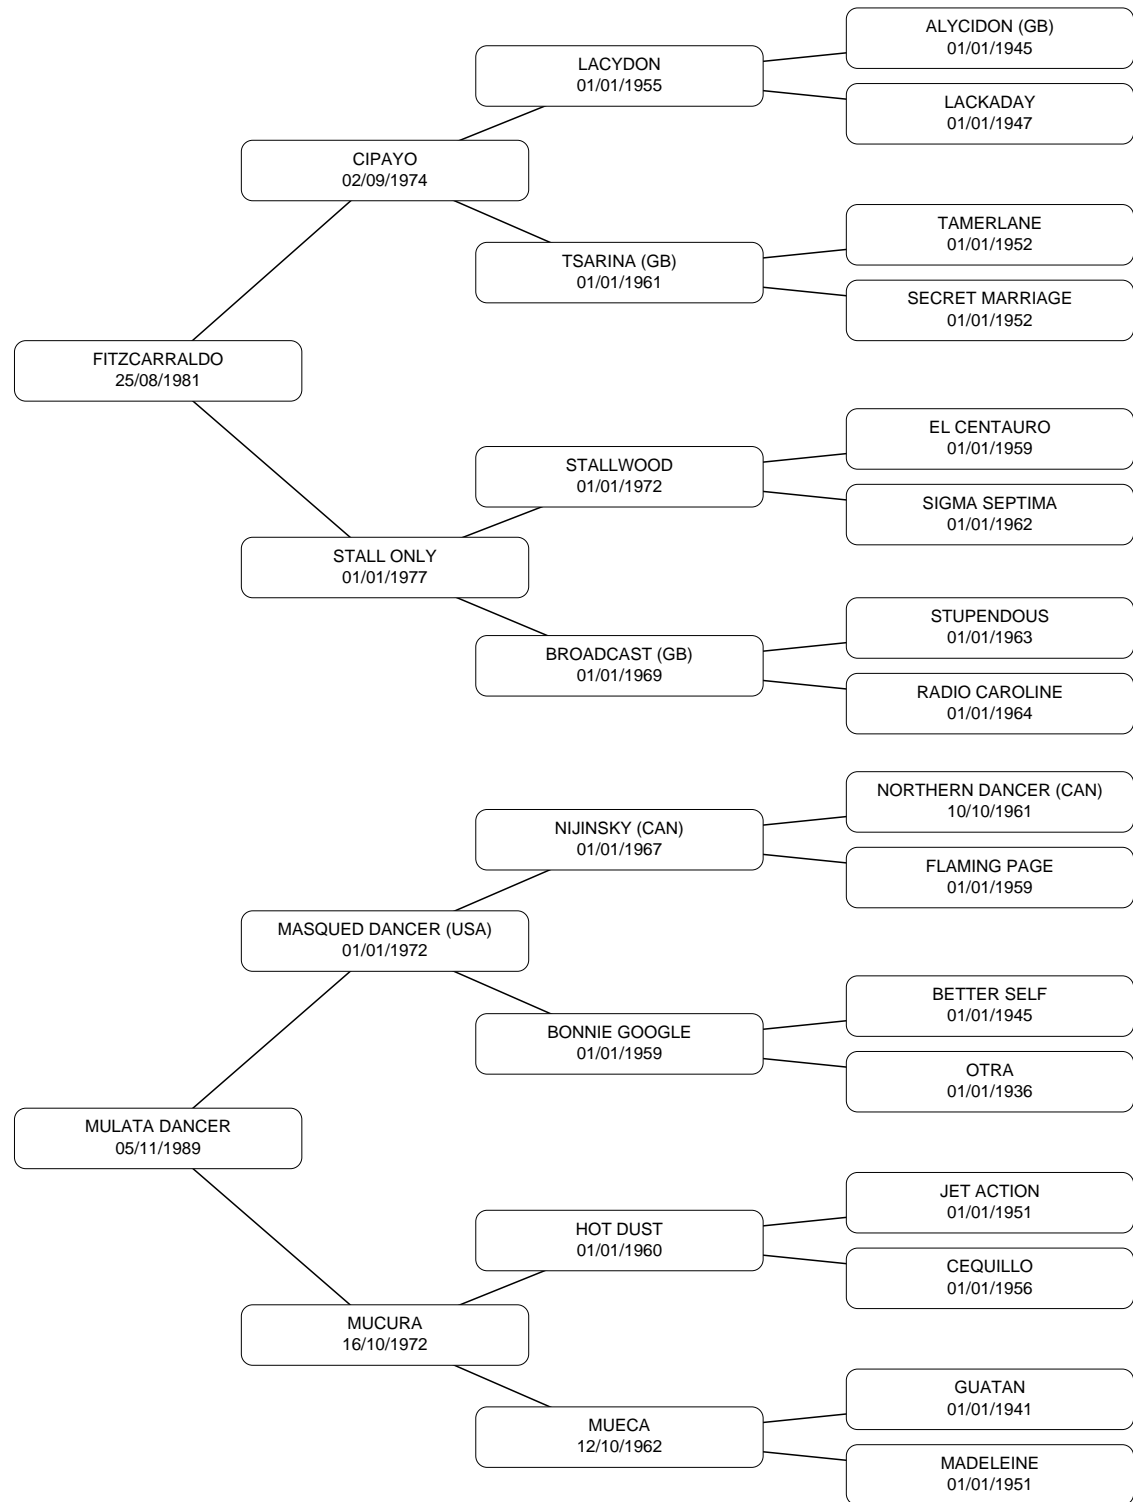 ALYCIDON (GB)
01/01/1945
LACYDON
01/01/1955
LACKADAY
01/01/1947
CIPAYO
02/09/1974
TAMERLANE
01/01/1952
TSARINA (GB)
01/01/1961
SECRET MARRIAGE
01/01/1952
FITZCARRALDO
25/08/1981
EL CENTAURO
01/01/1959
STALLWOOD
01/01/1972
SIGMA SEPTIMA
01/01/1962
STALL ONLY
01/01/1977
STUPENDOUS
01/01/1963
BROADCAST (GB)
01/01/1969
RADIO CAROLINE
01/01/1964
NORTHERN DANCER (CAN)
10/10/1961
NIJINSKY (CAN)
01/01/1967
FLAMING PAGE
01/01/1959
MASQUED DANCER (USA)
01/01/1972
BETTER SELF
01/01/1945
BONNIE GOOGLE
01/01/1959
OTRA
01/01/1936
MULATA DANCER
05/11/1989
JET ACTION
01/01/1951
HOT DUST
01/01/1960
CEQUILLO
01/01/1956
MUCURA
16/10/1972
GUATAN
01/01/1941
MUECA
12/10/1962
MADELEINE
01/01/1951